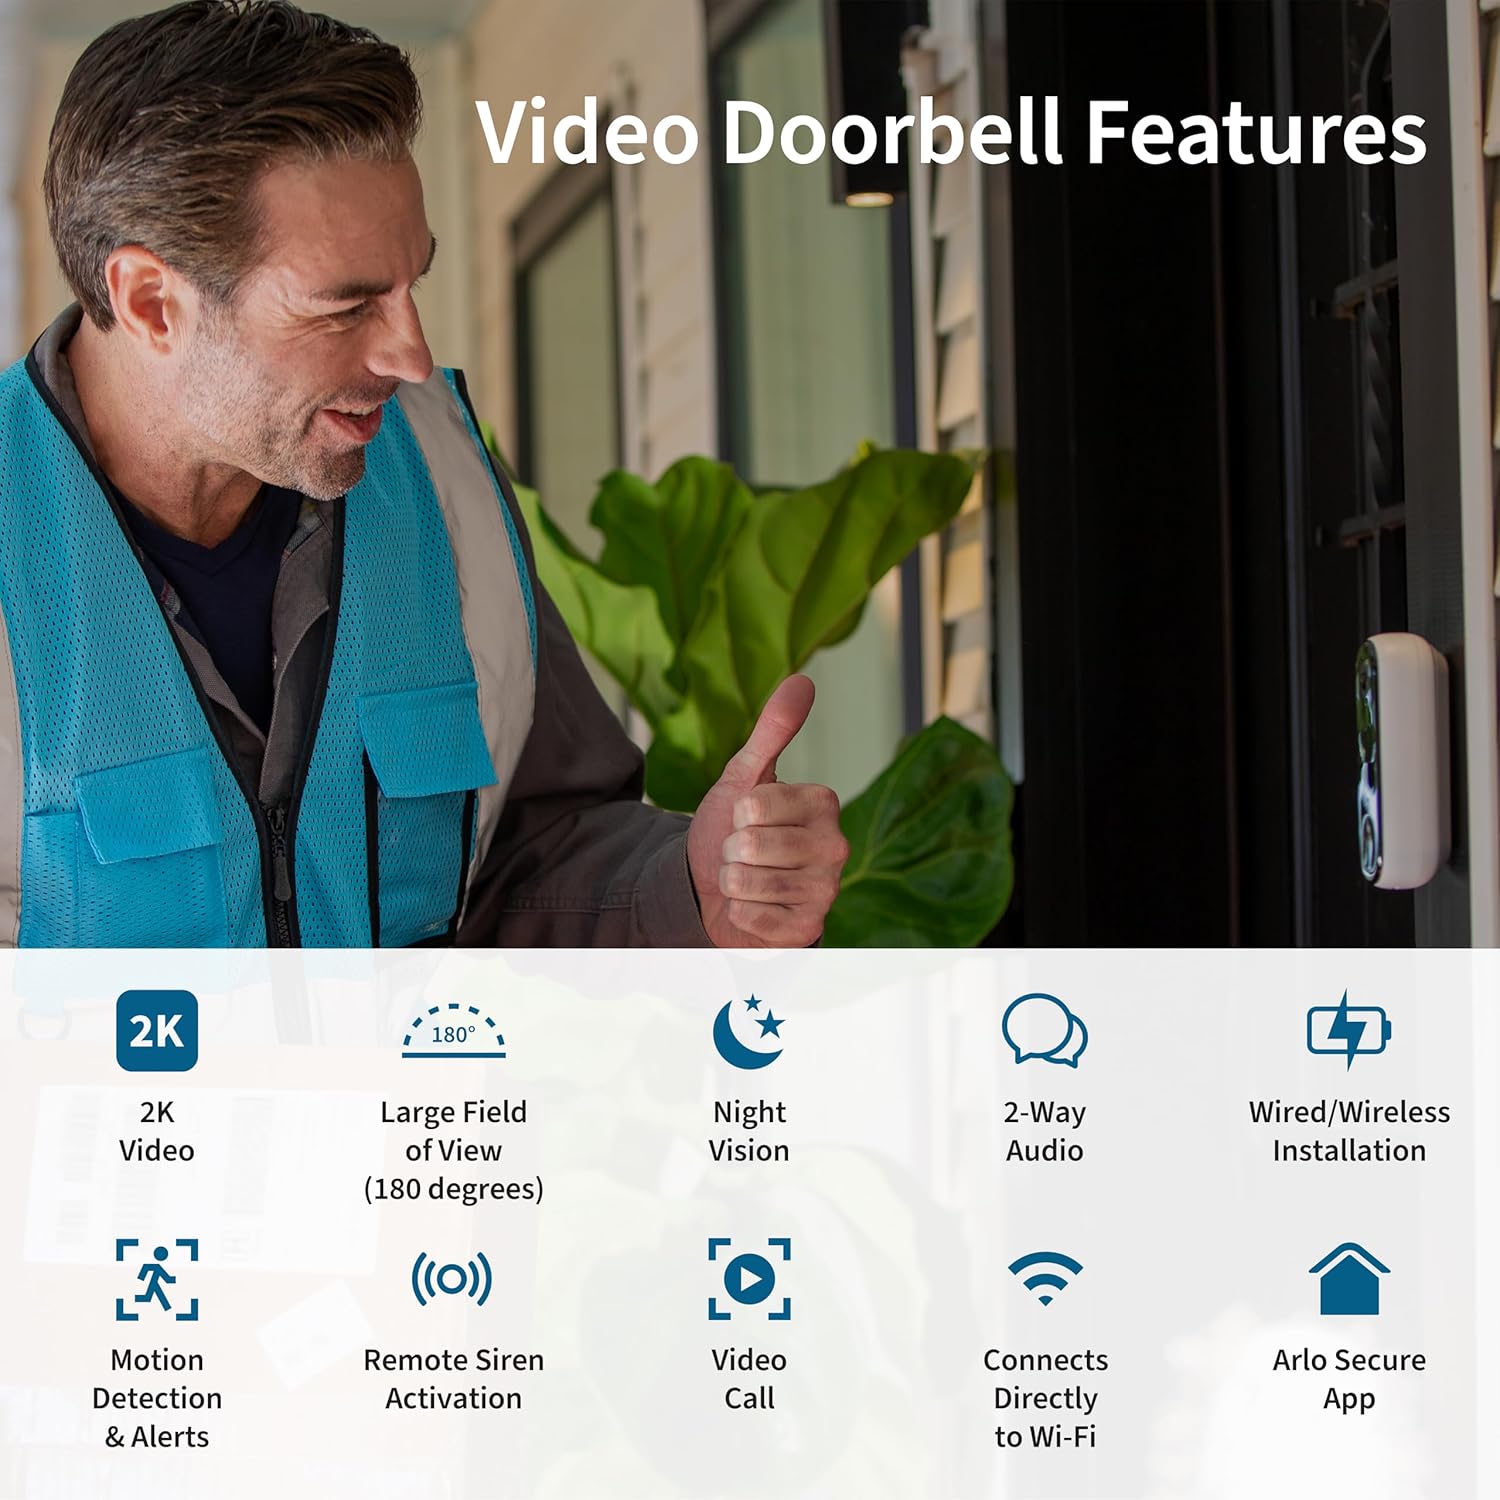 Video Doorbell Features
2K
2K
Video
180°
Large Field
of View
(180 degrees)
Night
Vision
2-Way
Audio
Wired/Wireless
Installation
Motion
Detection
& Alerts
Remote Siren
Activation
Video
Call
Connects
Directly
to Wi-Fi
Arlo Secure
App